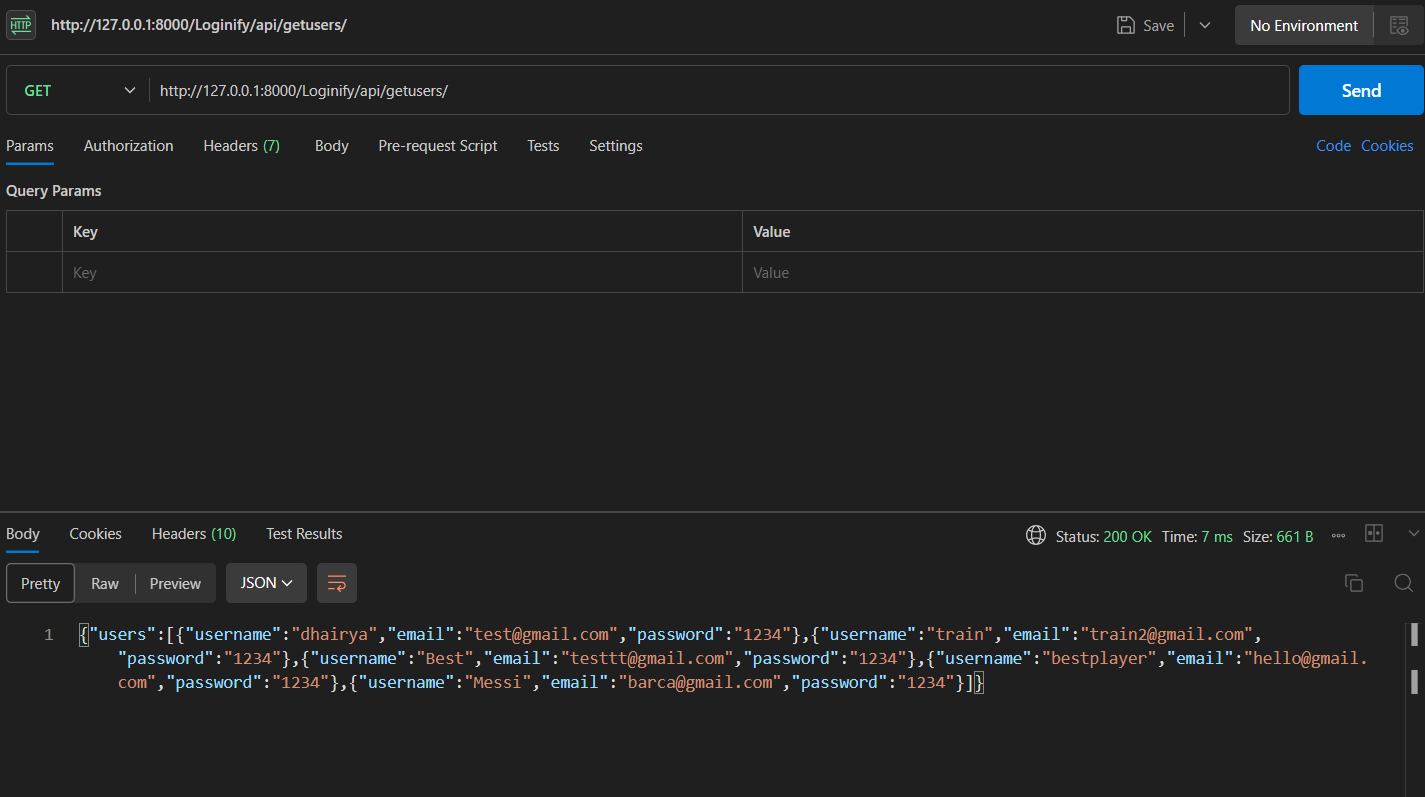 HTTP http://127.0.0.1:8000/Loginify/api/getusers/ Save No Environment
GET http://127.0.0.1:8000/Loginify/api/getusers/ Send
Params Authorization Headers (7) Body Pre-request Script Tests Settings Code Cookies
Query Params
Key Value
Key Value
Body Cookies Headers (10) Test Results Status: 200 OK Time: 7 ms Size: 661 B
Pretty Raw Preview JSON
1 {"users":[{"username":"dhairya","email":"test@gmail.com","password":"1234"},{"username":"train","email":"train2@gmail.com",
"password":"1234"},{"username":"Best","email":"testtt@gmail.com","password":"1234"},{"username":"bestplayer","email":"hello@gmail.
com","password":"1234"},{"username":"Messi","email":"barca@gmail.com","password":"1234"}]}